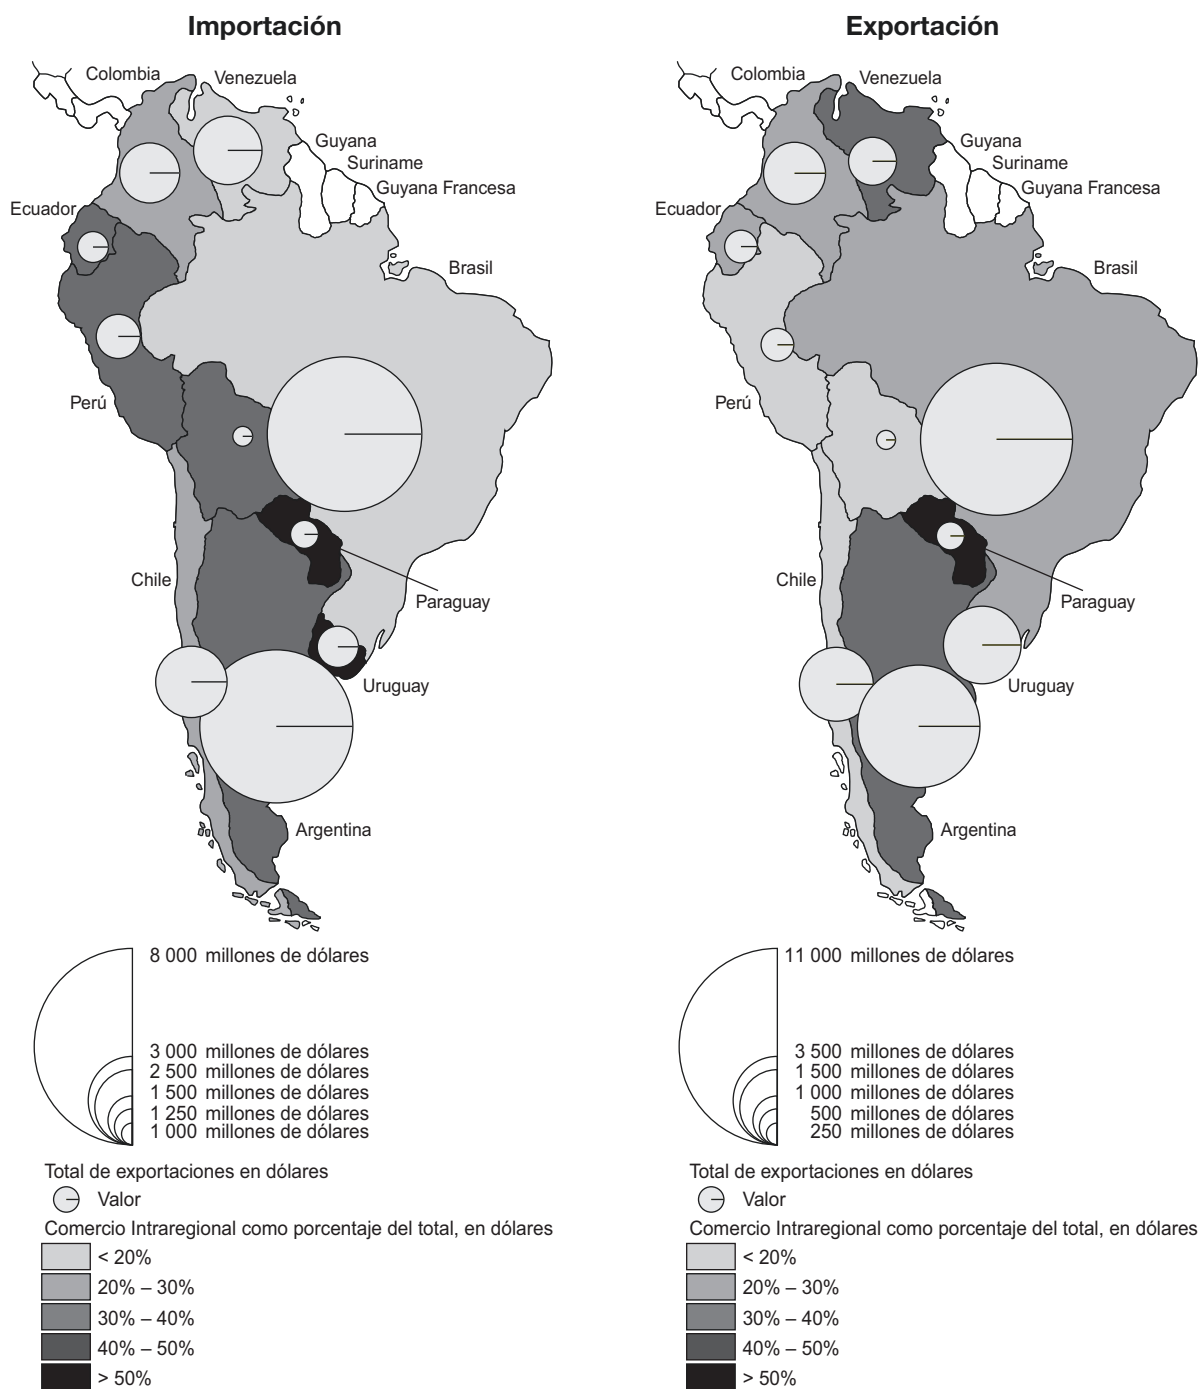 Importación
Colombia
Venezuela
Guyana
Suriname
Guyana Francesa
Ecuador
Brasil
Perú
Chile
Paraguay
Uruguay
Argentina
8 000 millones de dólares
3 000 millones de dólares
2 500 millones de dólares
1 500 millones de dólares
1 250 millones de dólares
1 000 millones de dólares
Total de exportaciones en dólares
Valor
Comercio Intraregional como porcentaje del total, en dólares
< 20%
20% – 30%
30% – 40%
40% – 50%
> 50%
Exportación
Colombia
Venezuela
Guyana
Suriname
Guyana Francesa
Ecuador
Brasil
Perú
Chile
Paraguay
Uruguay
Argentina
11 000 millones de dólares
3 500 millones de dólares
1 500 millones de dólares
1 000 millones de dólares
500 millones de dólares
250 millones de dólares
Total de exportaciones en dólares
Valor
Comercio Intraregional como porcentaje del total, en dólares
< 20%
20% – 30%
30% – 40%
40% – 50%
> 50%